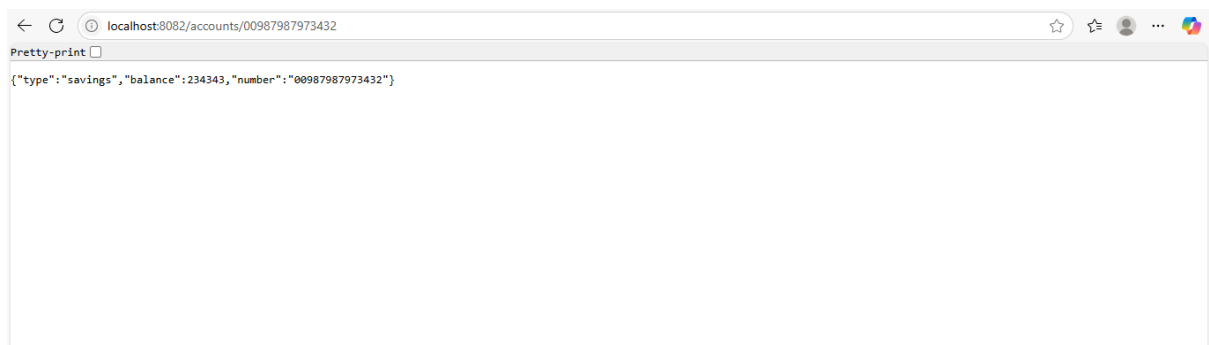 localhost:8082/accounts/00987987973432
Pretty-print
{"type":"savings","balance":234343,"number":"00987987973432"}